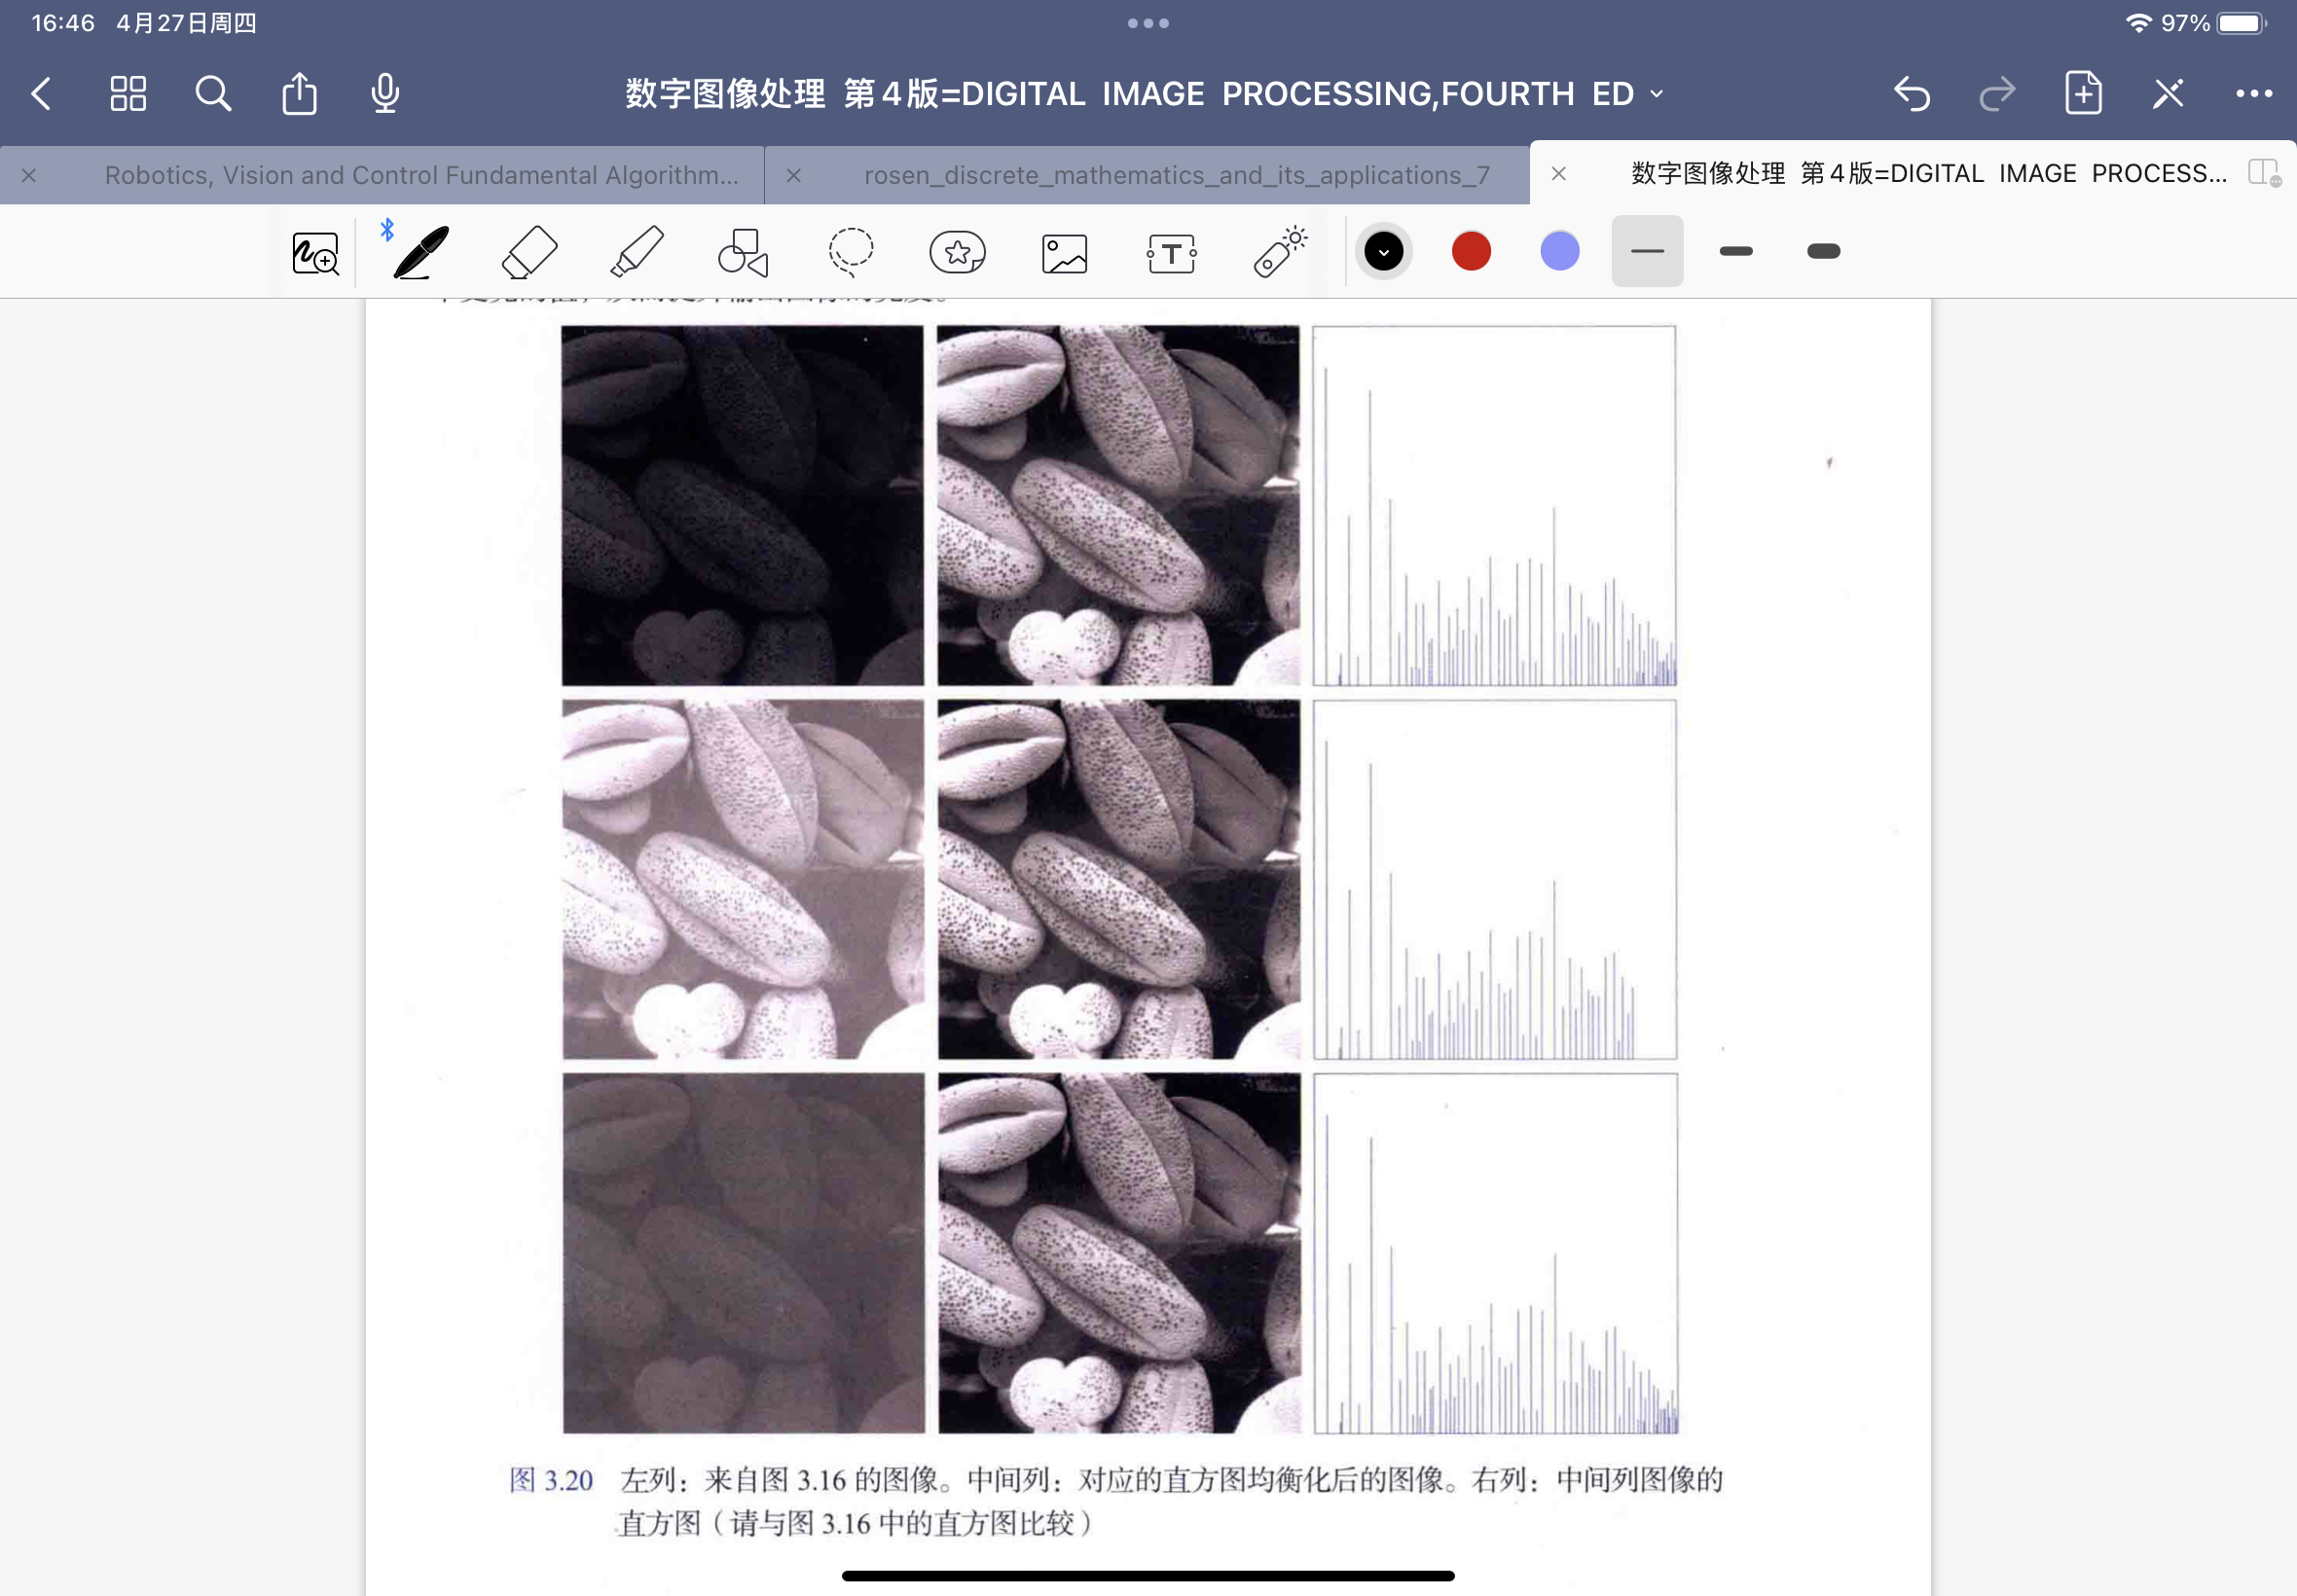 16:46 4月27日周四
97%
数字图像处理 第4版=DIGITAL IMAGE PROCESSING,FOURTH ED
Robotics, Vision and Control Fundamental Algorithm...
rosen_discrete_mathematics_and_its_applications_7
数字图像处理 第4版=DIGITAL IMAGE PROCESS...
图 3.20 左列：来自图 3.16 的图像。中间列：对应的直方图均衡化后的图像。右列：中间列图像的
直方图（请与图 3.16 中的直方图比较）